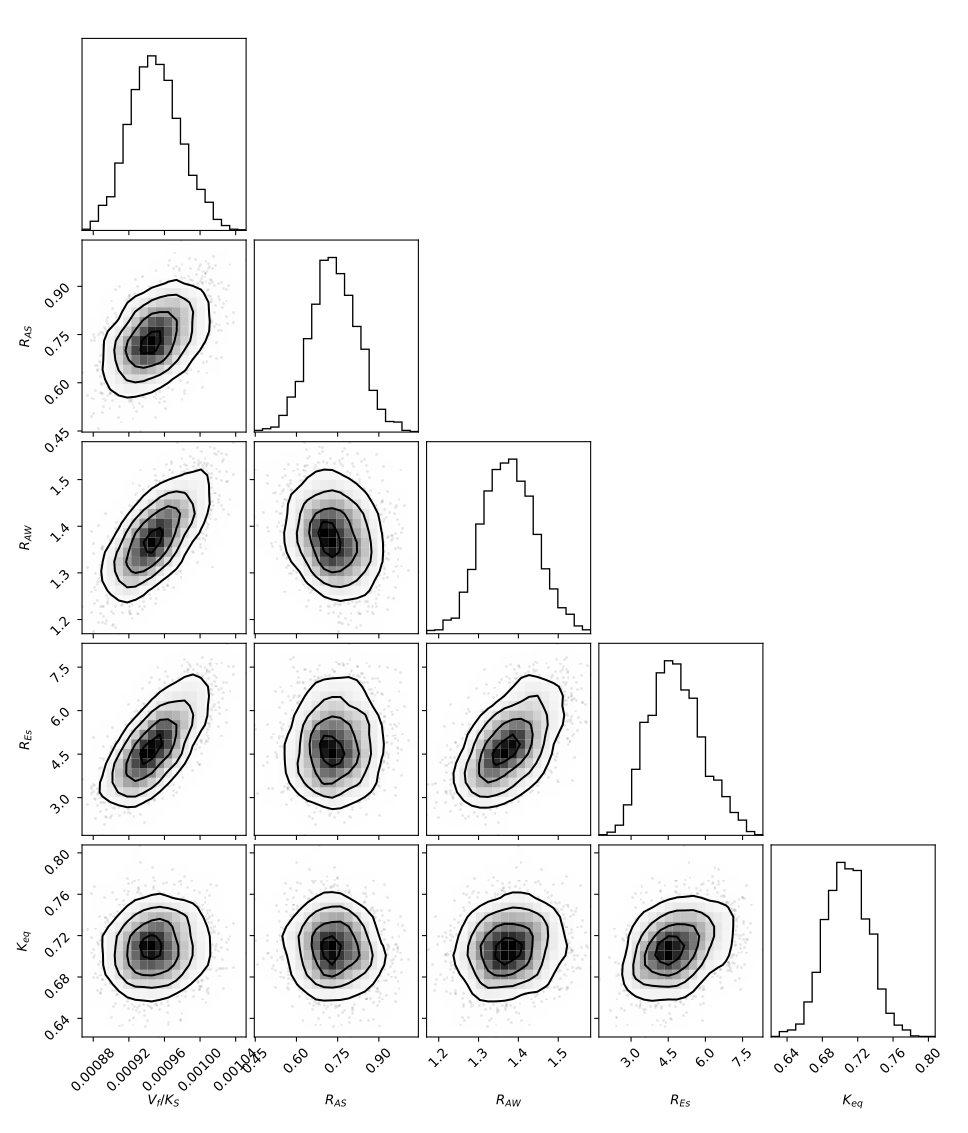 0.90
0.75
0.60
0.45
R_AS
1.5
1.4
1.3
1.2
R_AW
7.5
6.0
4.5
3.0
R_Es
0.80
0.76
0.72
0.68
0.64
K_eq
0.00088 0.00092 0.00096 0.00100 0.00104
0.45 0.60 0.75 0.90
1.2 1.3 1.4 1.5
3.0 4.5 6.0 7.5
0.64 0.68 0.72 0.76 0.80
V_f/K_S
R_AS
R_AW
R_Es
K_eq